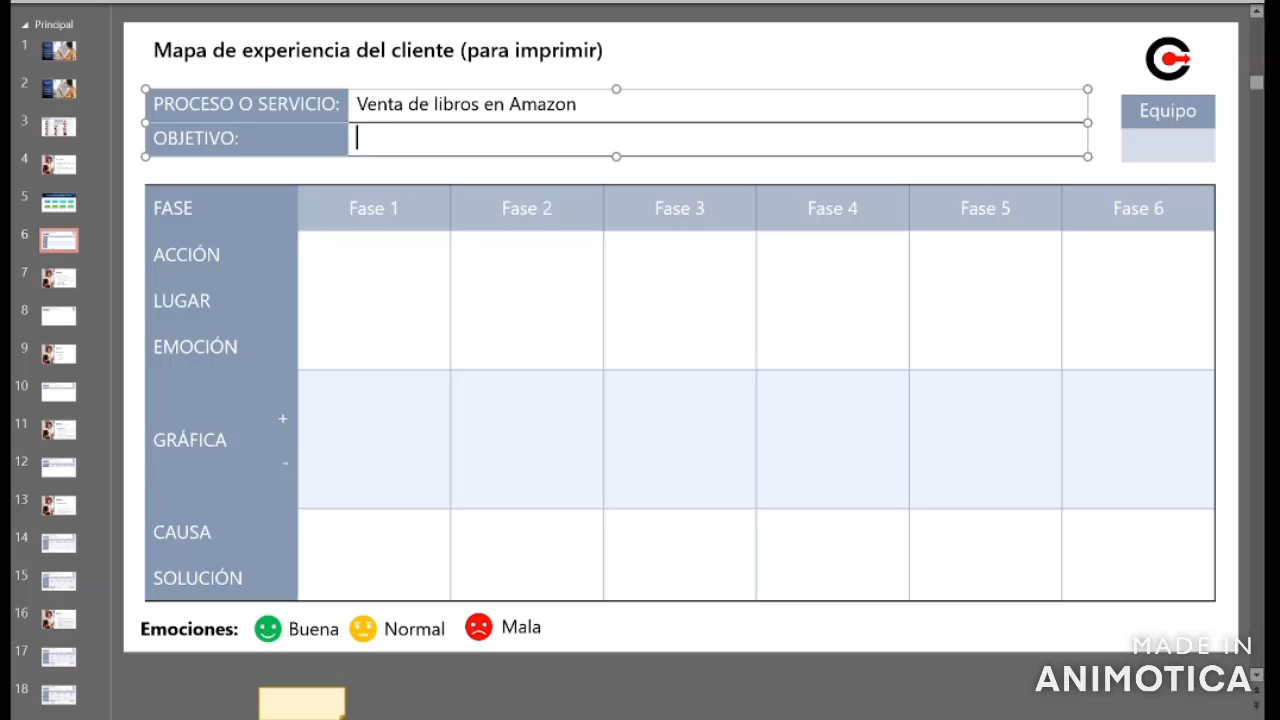 Principal
1
2
3
4
5
6
7
8
9
10
11
12
13
14
15
16
17
18
Mapa de experiencia del cliente (para imprimir)
PROCESO O SERVICIO: Venta de libros en Amazon
OBJETIVO:
Equipo
FASE Fase 1 Fase 2 Fase 3 Fase 4 Fase 5 Fase 6
ACCIÓN
LUGAR
EMOCIÓN
+
GRÁFICA
-
CAUSA
SOLUCIÓN
Emociones: Buena Normal Mala
MADE IN
ANIMOTICA